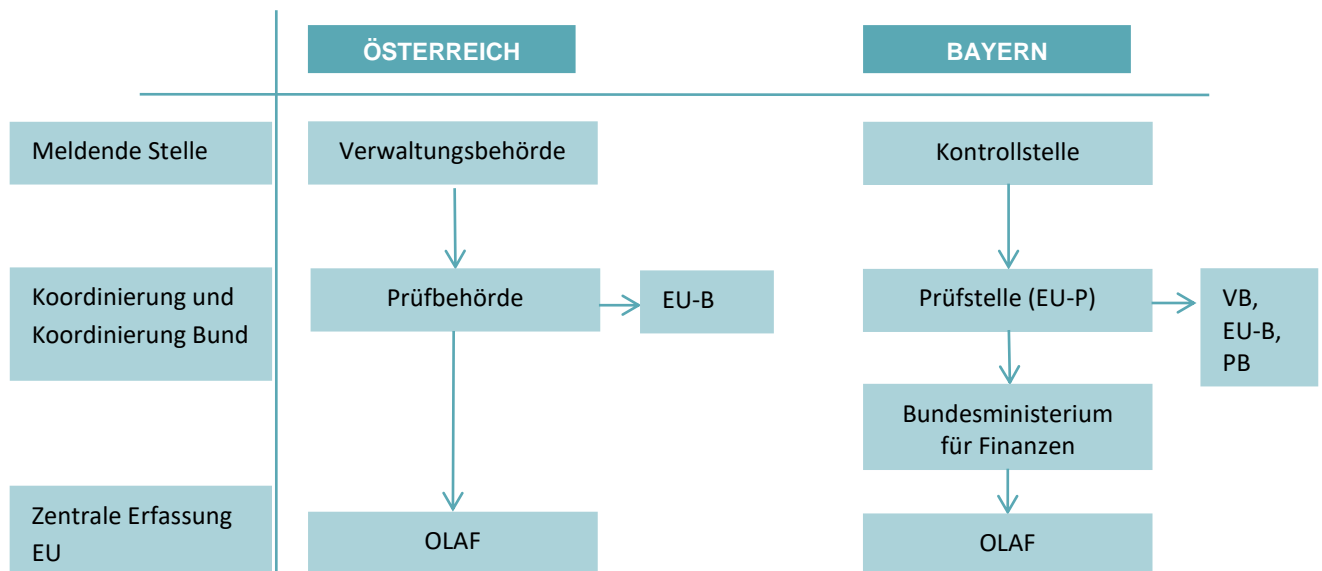 ÖSTERREICH
BAYERN
Meldende Stelle
Verwaltungsbehörde
Kontrollstelle
Koordinierung und
Koordinierung Bund
Prüfbehörde
EU-B
Prüfstelle (EU-P)
VB,
EU-B,
PB
Bundesministerium
für Finanzen
Zentrale Erfassung
EU
OLAF
OLAF